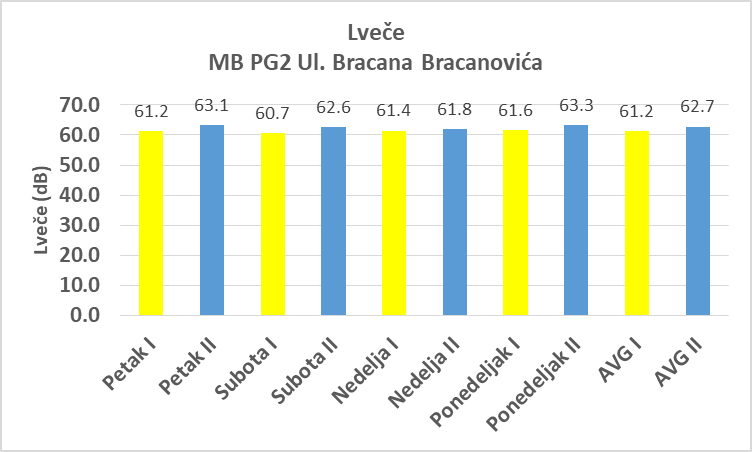 Lveče
MB PG2 Ul. Bracana Bracanovića
Lveče (dB)
70.0
60.0
50.0
40.0
30.0
20.0
10.0
0.0
61.2
63.1
60.7
62.6
61.4
61.8
61.6
63.3
61.2
62.7
Petak I
Petak II
Subota I
Subota II
Nedelja I
Nedelja II
Ponedeljak I
Ponedeljak II
AVG I
AVG II